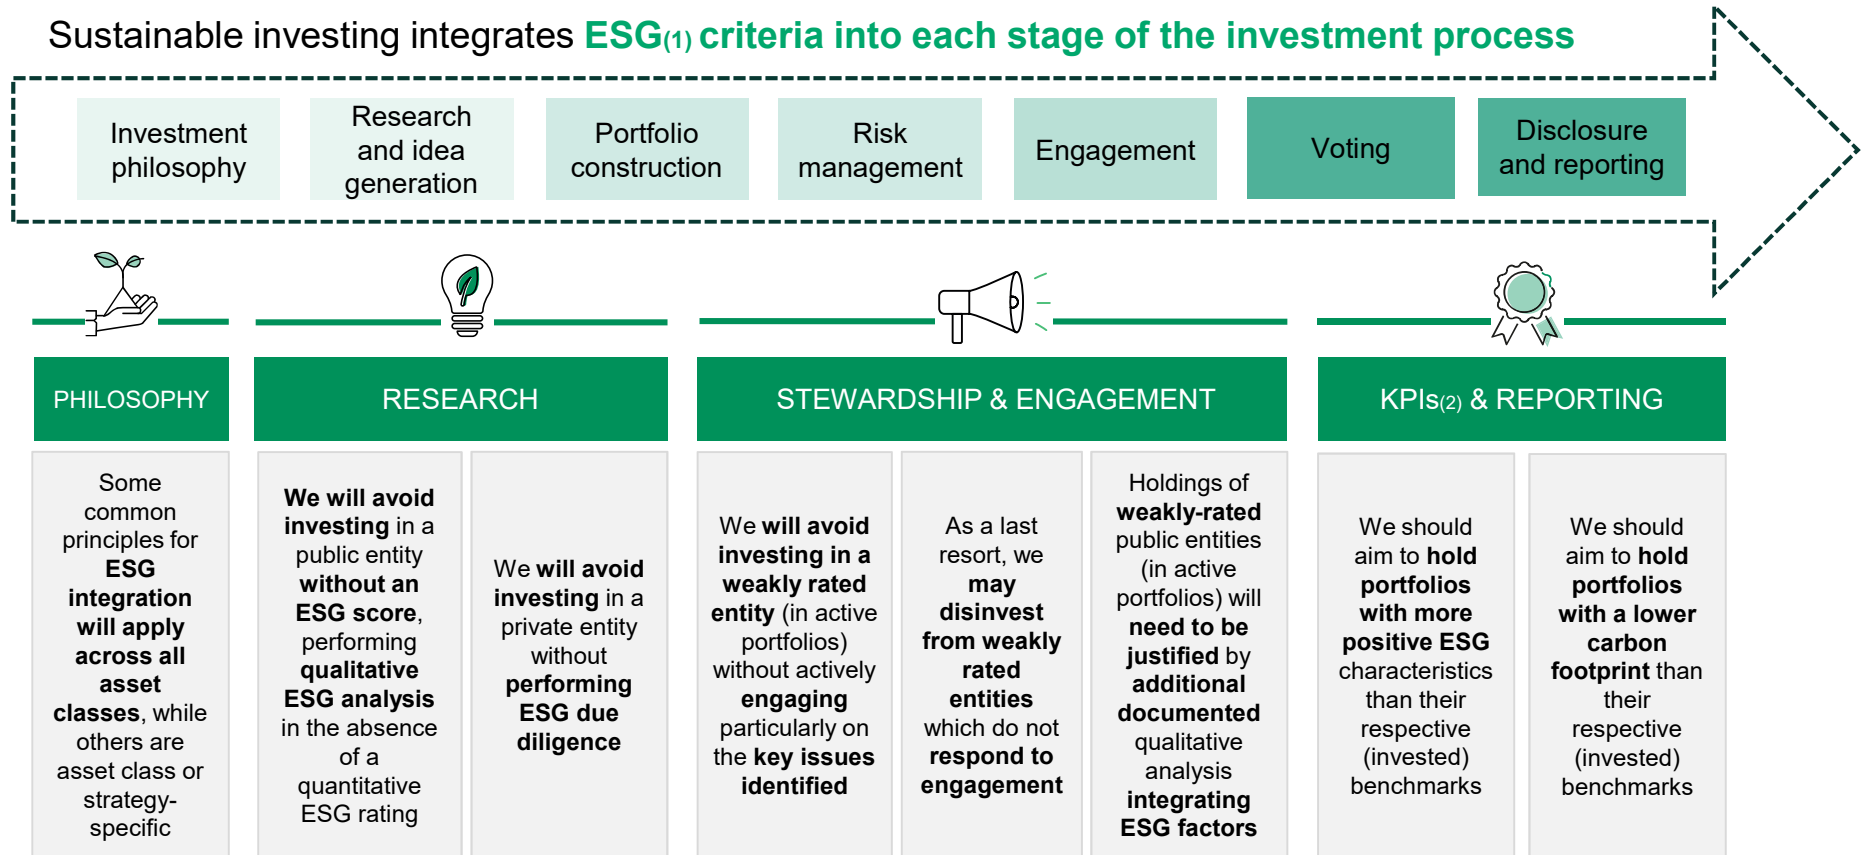 Sustainable investing integrates ESG(1) criteria into each stage of the investment process
Investment
philosophy
Research
and idea
generation
Portfolio
construction
Risk
management
Engagement
Voting
Disclosure
and reporting
PHILOSOPHY
Some
common
principles for
ESG
integration
will apply
across all
asset
classes, while
others are
asset class or
strategy-
specific
RESEARCH
We will avoid
investing in a
public entity
without an
ESG score,
performing
qualitative
ESG analysis
in the absence
of a
quantitative
ESG rating
We will avoid
investing in a
private entity
without
performing
ESG due
diligence
STEWARDSHIP & ENGAGEMENT
We will avoid
investing in a
weakly rated
entity (in active
portfolios)
without actively
engaging
particularly on
the key issues
identified
As a last
resort, we
may
disinvest
from weakly
rated
entities
which do not
respond to
engagement
Holdings of
weakly-rated
public entities
(in active
portfolios) will
need to be
justified by
additional
documented
qualitative
analysis
integrating
ESG factors
KPIs(2) & REPORTING
We should
aim to hold
portfolios
with more
positive ESG
characteristics
than their
respective
(invested)
benchmarks
We should
aim to hold
portfolios
with a lower
carbon
footprint than
their
respective
(invested)
benchmarks